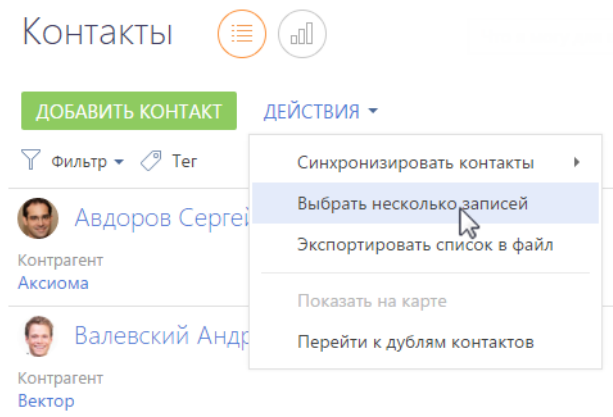 Контакты
ДОБАВИТЬ КОНТАКТ ДЕЙСТВИЯ
Фильтр Тег
Синхронизировать контакты
Выбрать несколько записей
Экспортировать список в файл
Показать на карте
Перейти к дублям контактов
Авдоров Сергей
Контрагент
Аксиома
Валевский Андр
Контрагент
Вектор